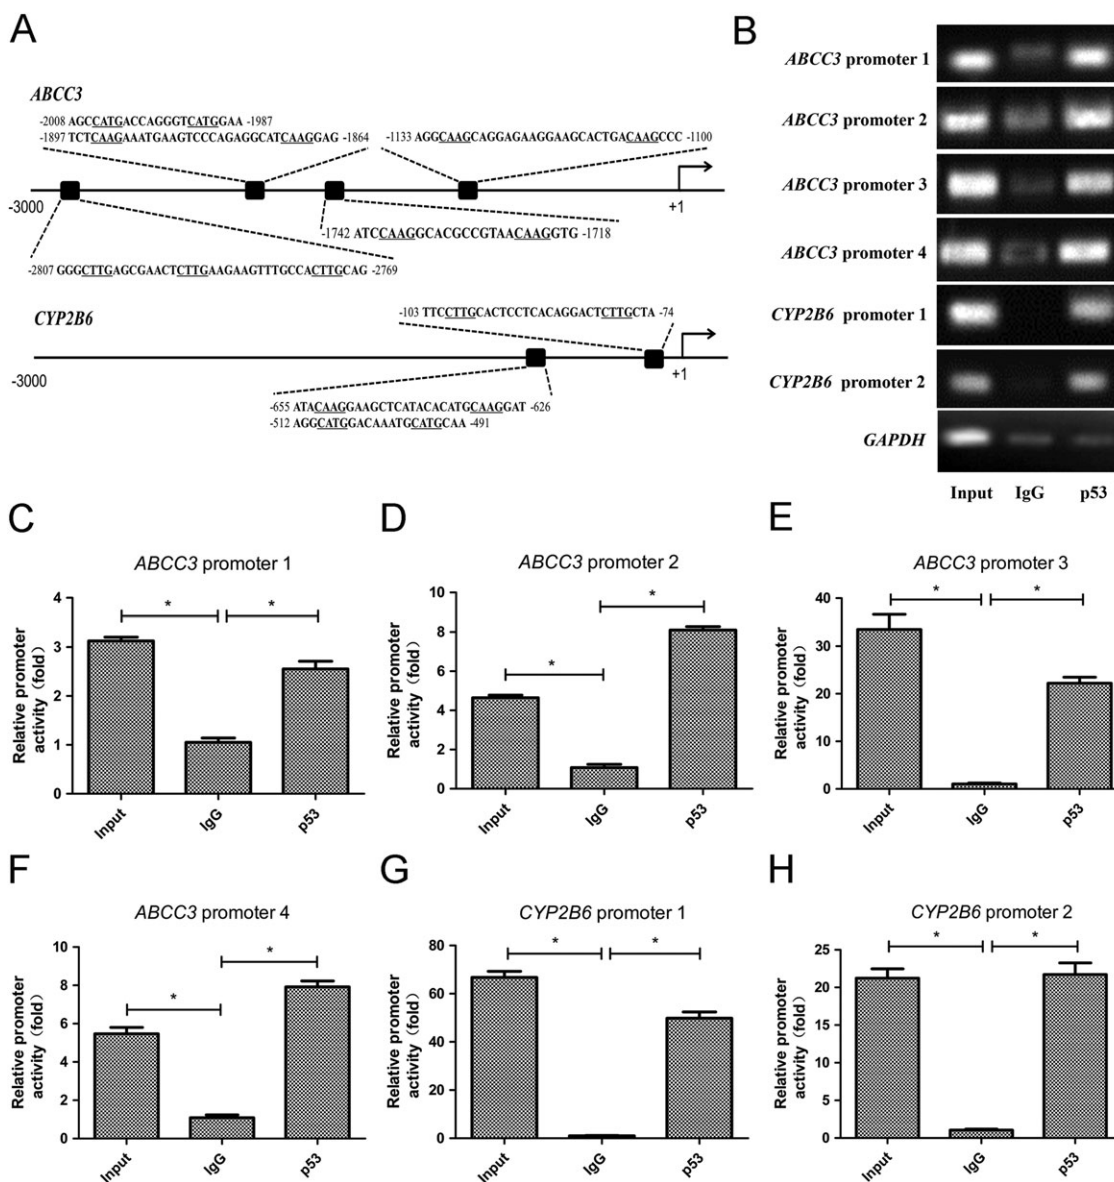 A
ABCC3
-2008 AGCCATGACCAGGGTCATGGAA -1987
-1897 TCTCAAGAAATGAAGTCCCAGAGGCATCAAGGAG -1864
-1133 AGGCAAGCAGGAGAAGGAAGCACTGACAAGCCC -1100
-3000
+1
-1742 ATCCAAGGCACGCCGTAACAAGGTG -1718
-2807 GGGCTTGAGCGAACTCTTGAAGAAGTTTGCCACTTGCAG -2769
CYP2B6
-103 TTCCTTGCACTCCTCACAGGACTCTTGCTA -74
-3000
+1
-655 ATACAAGGAAGCTCATACACATGCAAGGAT -626
-512 AGGCATGGACAAATGCATGCAA -491
B
ABCC3 promoter 1
ABCC3 promoter 2
ABCC3 promoter 3
ABCC3 promoter 4
CYP2B6 promoter 1
CYP2B6 promoter 2
GAPDH
Input IgG p53
C
ABCC3 promoter 1
Relative promoter
activity (fold)
4
3
2
1
0
*
*
Input IgG p53
D
ABCC3 promoter 2
Relative promoter
activity (fold)
10
8
6
4
2
0
*
*
Input IgG p53
E
ABCC3 promoter 3
Relative promoter
activity (fold)
40
30
20
10
0
*
*
Input IgG p53
F
ABCC3 promoter 4
Relative promoter
activity (fold)
10
8
6
4
2
0
*
*
Input IgG p53
G
CYP2B6 promoter 1
Relative promoter
activity (fold)
80
60
40
20
0
*
*
Input IgG p53
H
CYP2B6 promoter 2
Relative promoter
activity (fold)
25
20
15
10
5
0
*
*
Input IgG p53